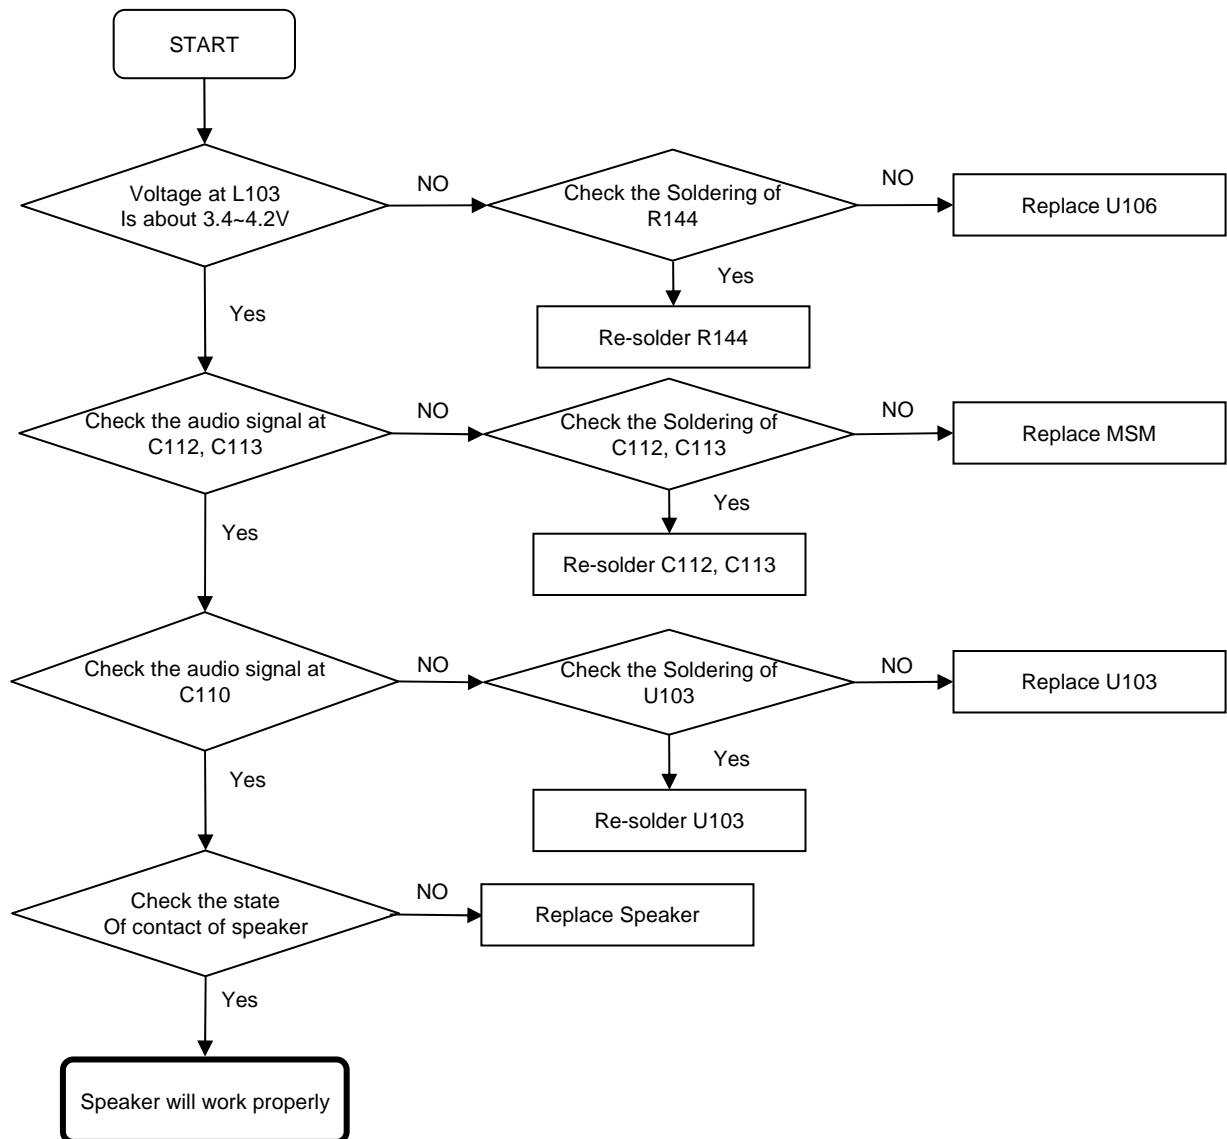 START
Voltage at L103
Is about 3.4~4.2V
NO
Check the Soldering of
R144
NO
Replace U106
Yes
Yes
Re-solder R144
Check the audio signal at
C112, C113
NO
Check the Soldering of
C112, C113
NO
Replace MSM
Yes
Yes
Re-solder C112, C113
Check the audio signal at
C110
NO
Check the Soldering of
U103
NO
Replace U103
Yes
Yes
Re-solder U103
Check the state
Of contact of speaker
NO
Replace Speaker
Yes
Speaker will work properly